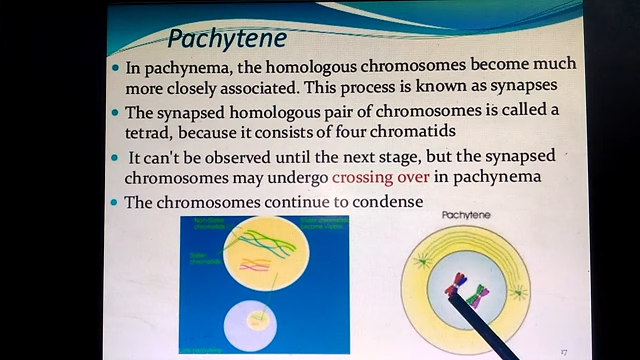 Pachytene
• In pachynema, the homologous chromosomes become much
more closely associated. This process is known as synapses
• The synapsed homologous pair of chromosomes is called a
tetrad, because it consists of four chromatids
• It can't be observed until the next stage, but the synapsed
chromosomes may undergo crossing over in pachynema
• The chromosomes continue to condense
Pachytene
17